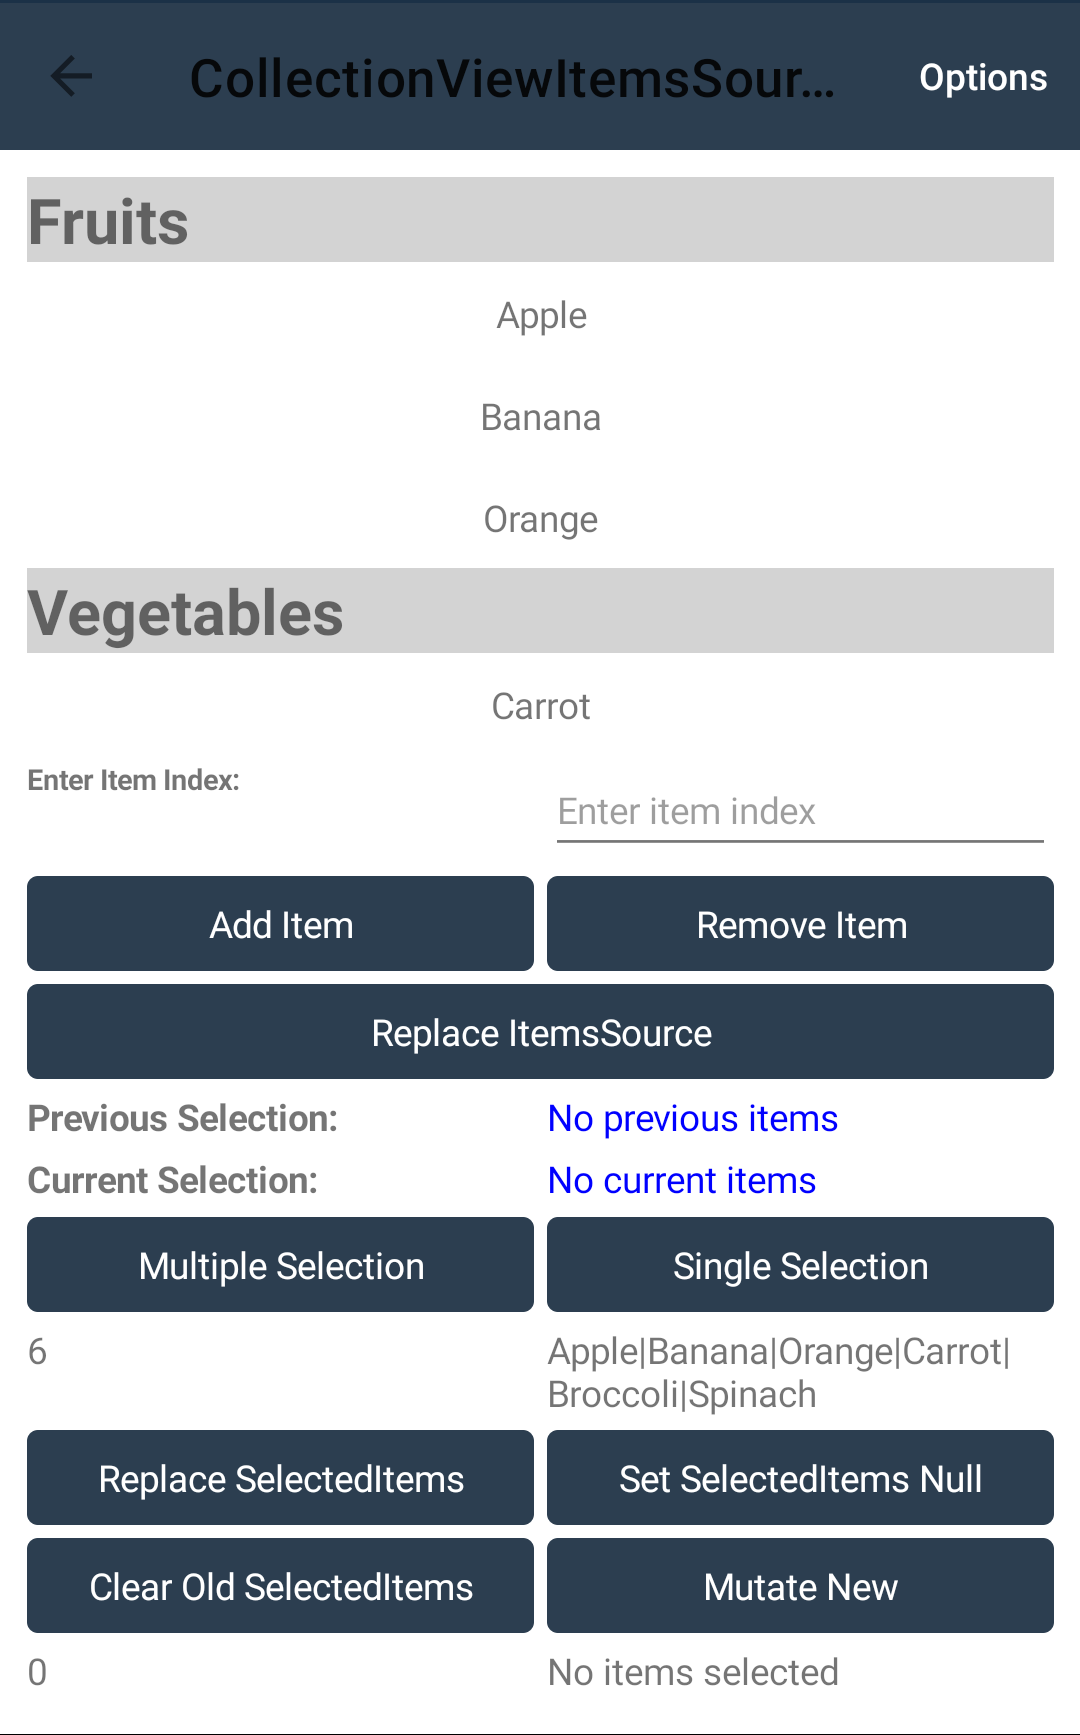 CollectionViewItemsSour...
Options
Fruits
Apple
Banana
Orange
Vegetables
Carrot
Enter Item Index:
Enter item index
Add Item
Remove Item
Replace ItemsSource
Previous Selection:
No previous items
Current Selection:
No current items
Multiple Selection
Single Selection
6
Apple|Banana|Orange|Carrot|
Broccoli|Spinach
Replace SelectedItems
Set SelectedItems Null
Clear Old SelectedItems
Mutate New
0
No items selected